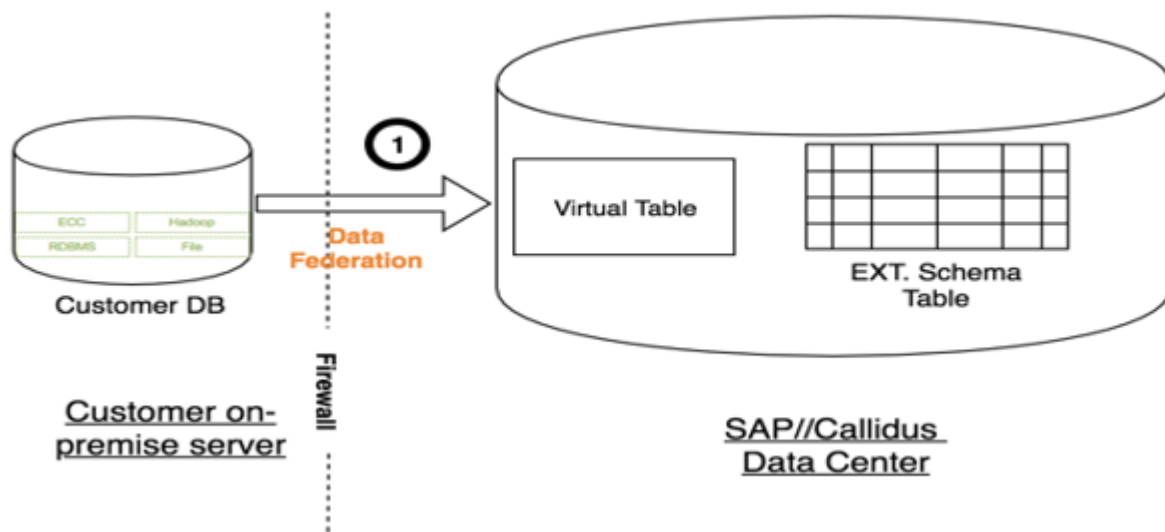 1
ECC
Hadoop
RDBMS
File
Customer DB
Data
Federation
Firewall
Virtual Table
EXT. Schema
Table
Customer on-
premise server
SAP//Callidus
Data Center